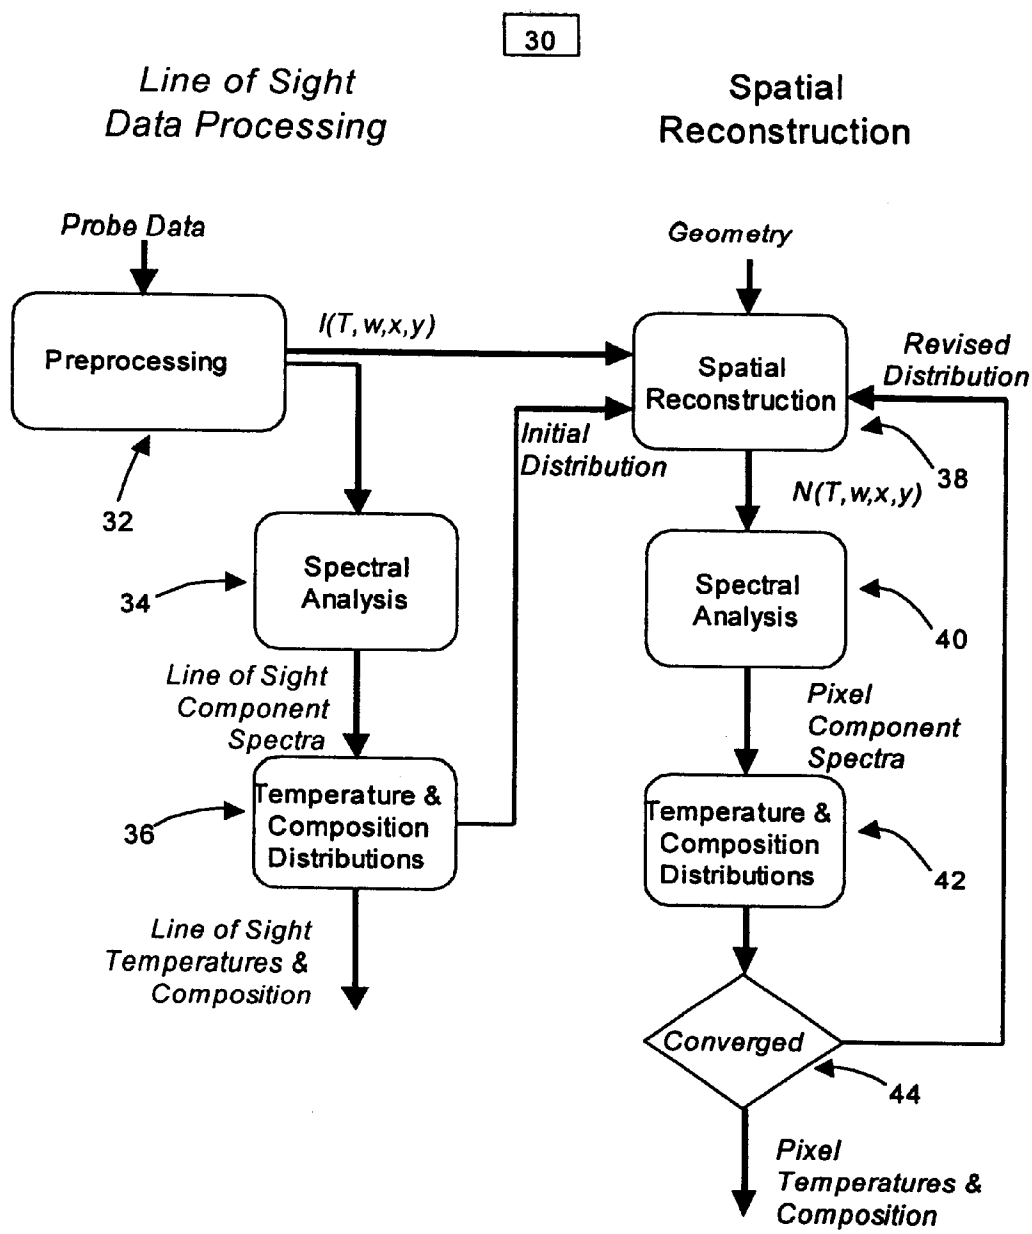 30
Line of Sight
Data Processing
Spatial
Reconstruction
Probe Data
Geometry
Preprocessing
I(T,w,x,y)
Spatial
Reconstruction
Revised
Distribution
Initial
Distribution
32
38
N(T,w,x,y)
Spectral
Analysis
34
Spectral
Analysis
40
Line of Sight
Component
Spectra
Pixel
Component
Spectra
Temperature &
Composition
Distributions
36
Temperature &
Composition
Distributions
42
Line of Sight
Temperatures &
Composition
Converged
44
Pixel
Temperatures &
Composition